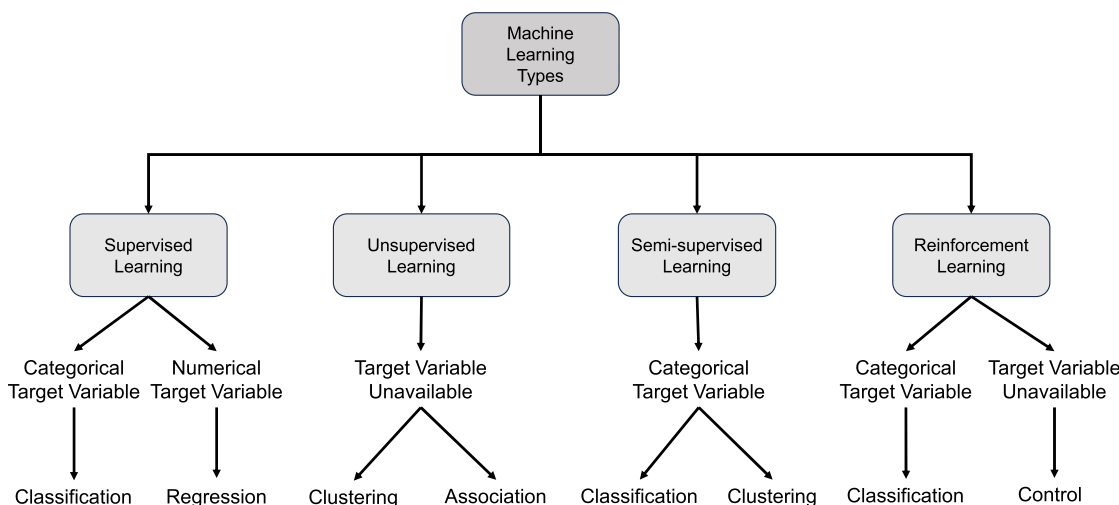 Machine
Learning
Types
Supervised
Learning
Unsupervised
Learning
Semi-supervised
Learning
Reinforcement
Learning
Categorical
Target Variable
Numerical
Target Variable
Target Variable
Unavailable
Categorical
Target Variable
Categorical
Target Variable
Target Variable
Unavailable
Classification
Regression
Clustering
Association
Classification
Clustering
Classification
Control